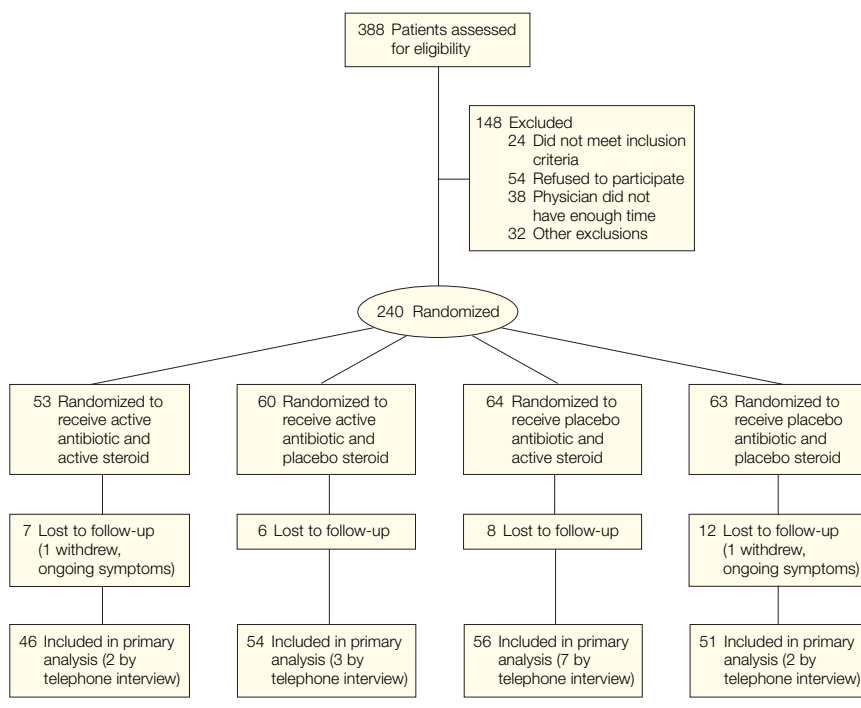 388 Patients assessed
for eligibility
148 Excluded
24 Did not meet inclusion
criteria
54 Refused to participate
38 Physician did not
have enough time
32 Other exclusions
240 Randomized
53 Randomized to
receive active
antibiotic and
active steroid
60 Randomized to
receive active
antibiotic and
placebo steroid
64 Randomized to
receive placebo
antibiotic and
active steroid
63 Randomized to
receive placebo
antibiotic and
placebo steroid
7 Lost to follow-up
(1 withdrew,
ongoing symptoms)
6 Lost to follow-up
8 Lost to follow-up
12 Lost to follow-up
(1 withdrew,
ongoing symptoms)
46 Included in primary
analysis (2 by
telephone interview)
54 Included in primary
analysis (3 by
telephone interview)
56 Included in primary
analysis (7 by
telephone interview)
51 Included in primary
analysis (2 by
telephone interview)